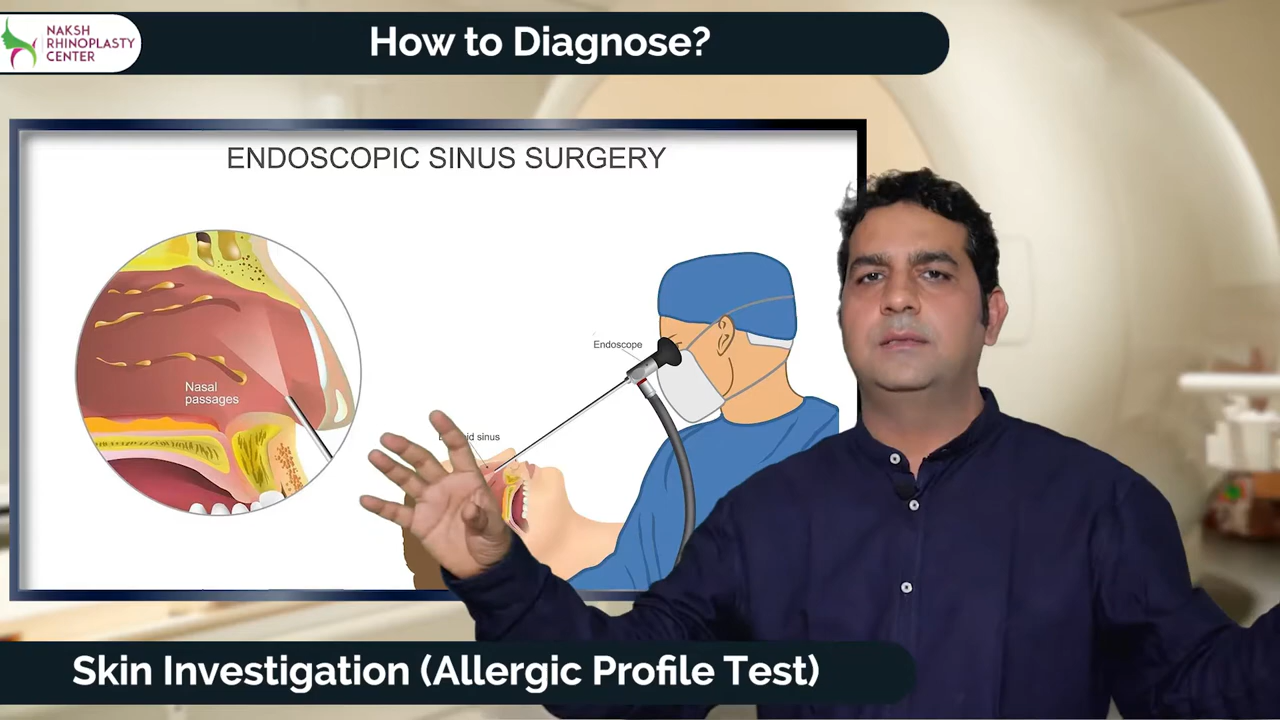 NAKSH
RHINOPLASTY
CENTER
How to Diagnose?
ENDOSCOPIC SINUS SURGERY
Endoscope
Nasal
passages
sinus
Skin Investigation (Allergic Profile Test)